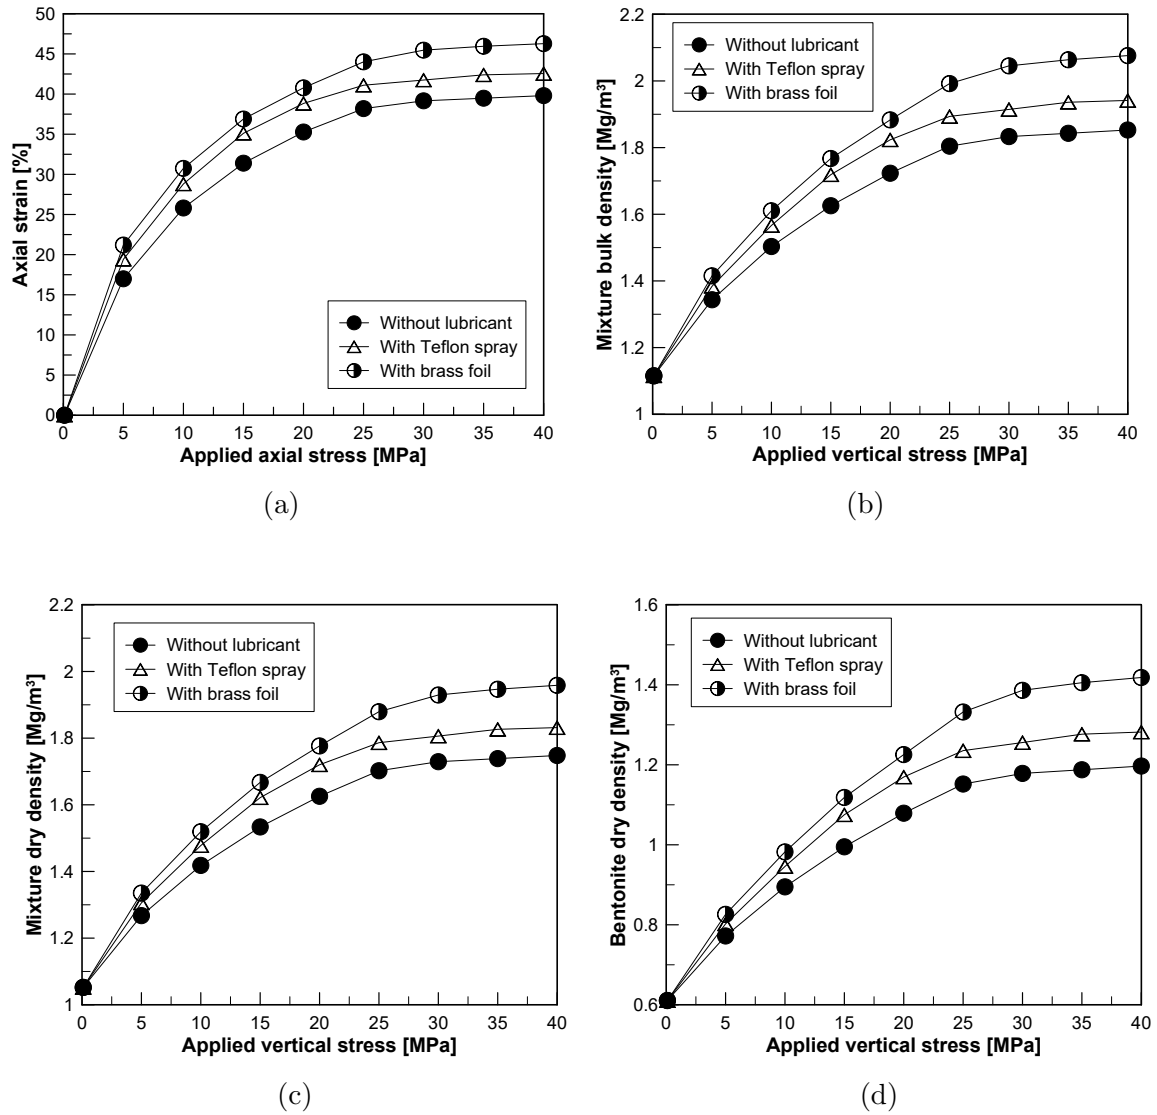 50
45
40
35
30
25
20
15
10
5
0
Axial strain [%]
Without lubricant
With Teflon spray
With brass foil
0 5 10 15 20 25 30 35 40
Applied axial stress [MPa]
(a)
2.2
2
1.8
1.6
1.4
1.2
1
Mixture bulk density [Mg/m³]
Without lubricant
With Teflon spray
With brass foil
0 5 10 15 20 25 30 35 40
Applied vertical stress [MPa]
(b)
2.2
2
1.8
1.6
1.4
1.2
1
Mixture dry density [Mg/m³]
Without lubricant
With Teflon spray
With brass foil
0 5 10 15 20 25 30 35 40
Applied vertical stress [MPa]
(c)
1.6
1.4
1.2
1
0.8
0.6
Bentonite dry density [Mg/m³]
Without lubricant
With Teflon spray
With brass foil
0 5 10 15 20 25 30 35 40
Applied vertical stress [MPa]
(d)